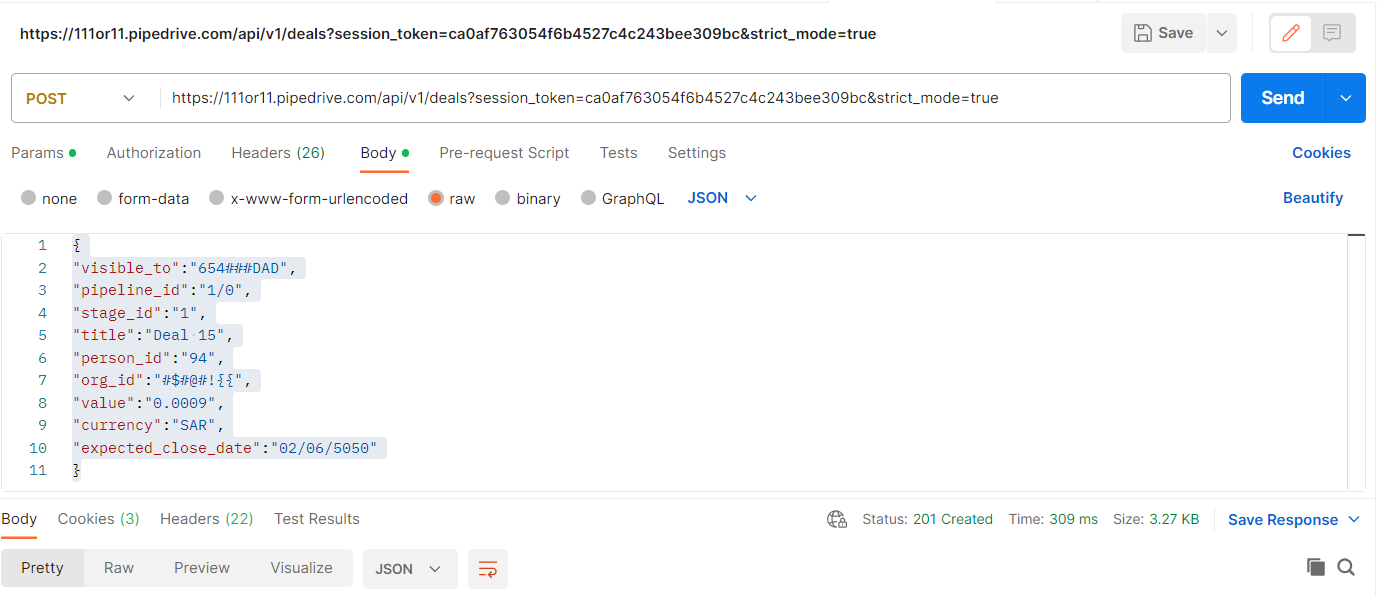 https://111or11.pipedrive.com/api/v1/deals?session_token=ca0af763054f6b4527c4c243bee309bc&strict_mode=true
Save
POST
https://111or11.pipedrive.com/api/v1/deals?session_token=ca0af763054f6b4527c4c243bee309bc&strict_mode=true
Send
Params Authorization Headers (26) Body Pre-request Script Tests Settings Cookies
none form-data x-www-form-urlencoded raw binary GraphQL JSON Beautify
1 {
2 "visible_to":"654###DAD",
3 "pipeline_id":"1/0",
4 "stage_id":"1",
5 "title":"Deal 15",
6 "person_id":"94",
7 "org_id":"#$#@#!{{",
8 "value":"0.0009",
9 "currency":"SAR",
10 "expected_close_date":"02/06/5050"
11 }
Body Cookies (3) Headers (22) Test Results Status: 201 Created Time: 309 ms Size: 3.27 KB Save Response
Pretty Raw Preview Visualize JSON